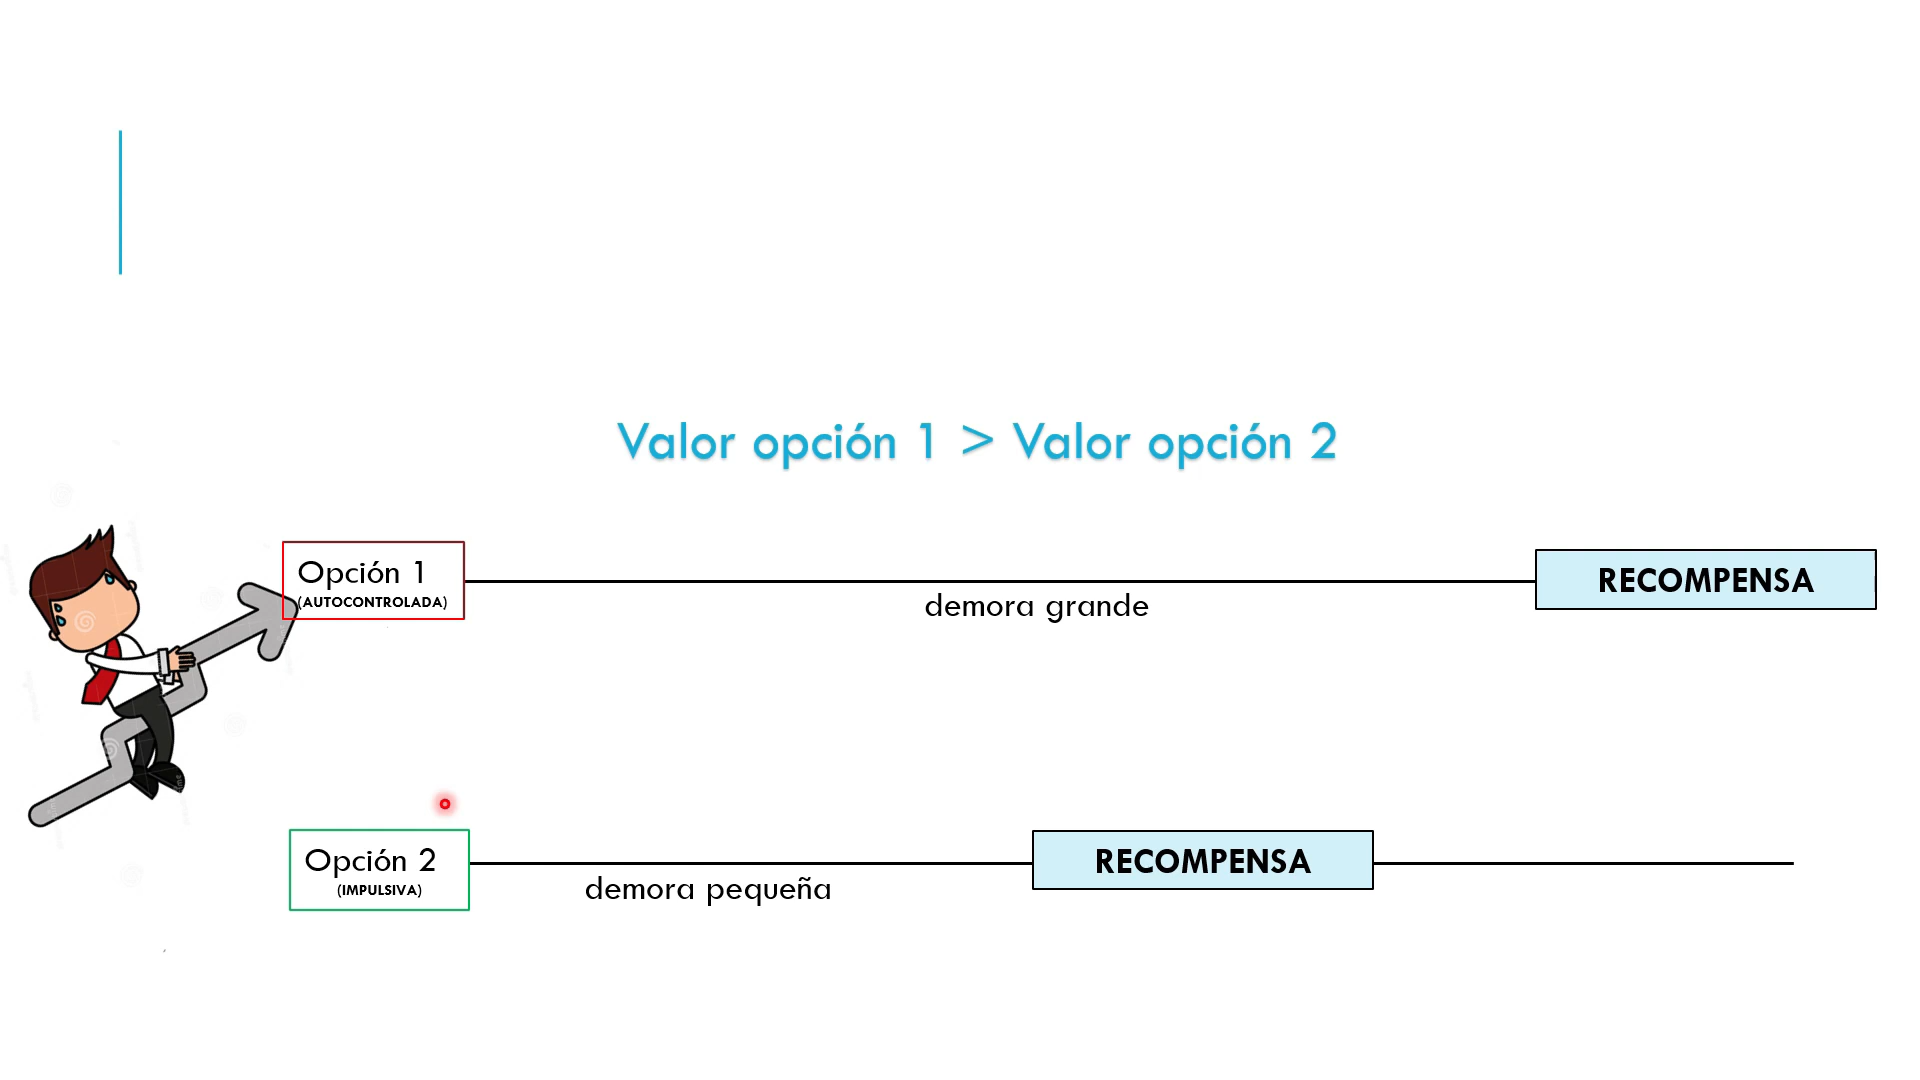 Valor opción 1 > Valor opción 2
Opción 1
(AUTOCONTROLADA)
demora grande
RECOMPENSA
Opción 2
(IMPULSIVA)
demora pequeña
RECOMPENSA